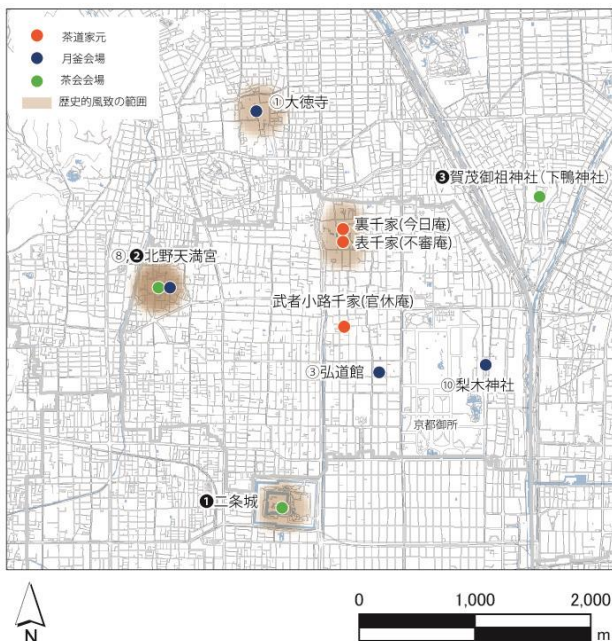 茶道家元
月釜会場
茶会会場
歴史的風致の範囲
①大徳寺
❸賀茂御祖神社(下鴨神社)
裏千家(今日庵)
表千家(不審庵)
⑧,❷北野天満宮
武者小路千家(官休庵)
③弘道館
⑩梨木神社
京都御所
❶二条城
N
0 1,000 2,000
m